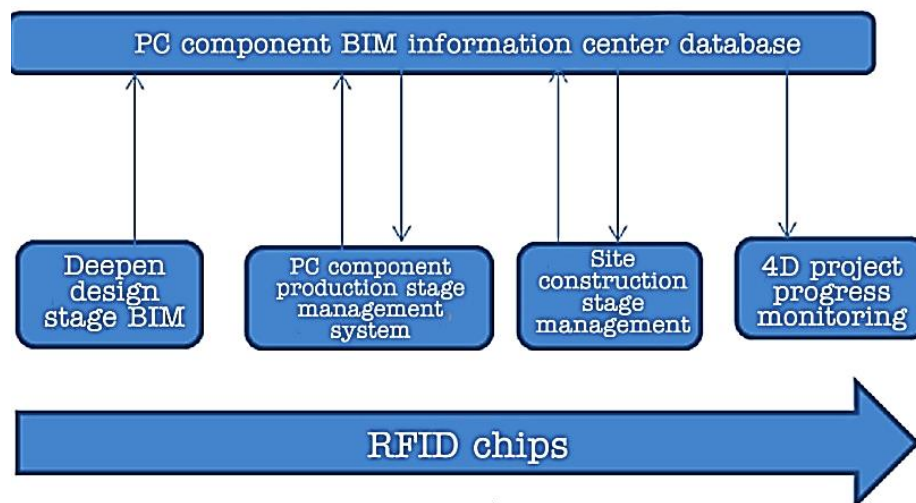 PC component BIM information center database
Deepen
design
stage BIM
PC component
production stage
management
system
Site
construction
stage
management
4D project
progress
monitoring
RFID chips